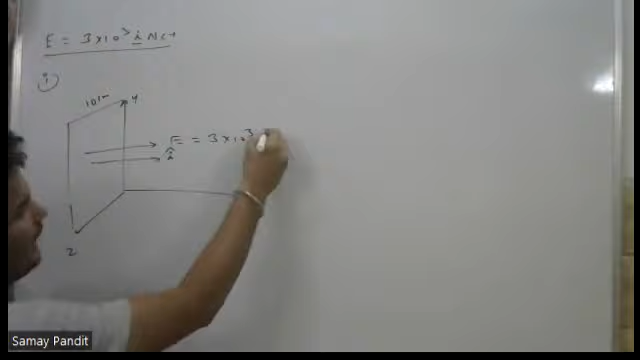 E = 3×10³ î NC⁻¹
(i)
10cm y
E = 3×10³
î
z
Samay Pandit